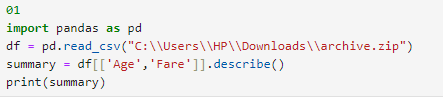 01
import pandas as pd
df = pd.read_csv("C:\\Users\\HP\\Downloads\\archive.zip")
summary = df[['Age','Fare']].describe()
print(summary)